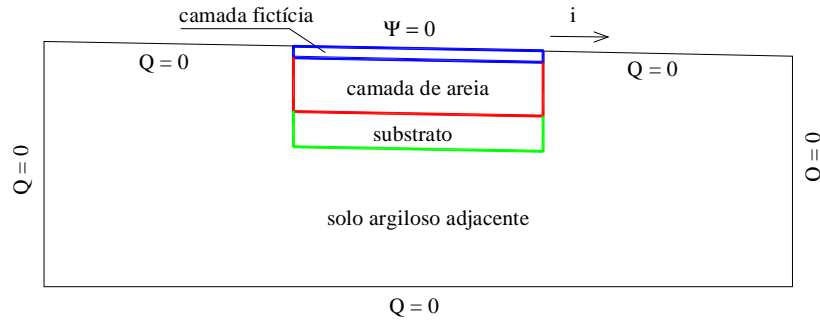 camada fictícia
Ψ = 0
i
Q = 0
Q = 0
camada de areia
substrato
Q = 0
Q = 0
solo argiloso adjacente
Q = 0